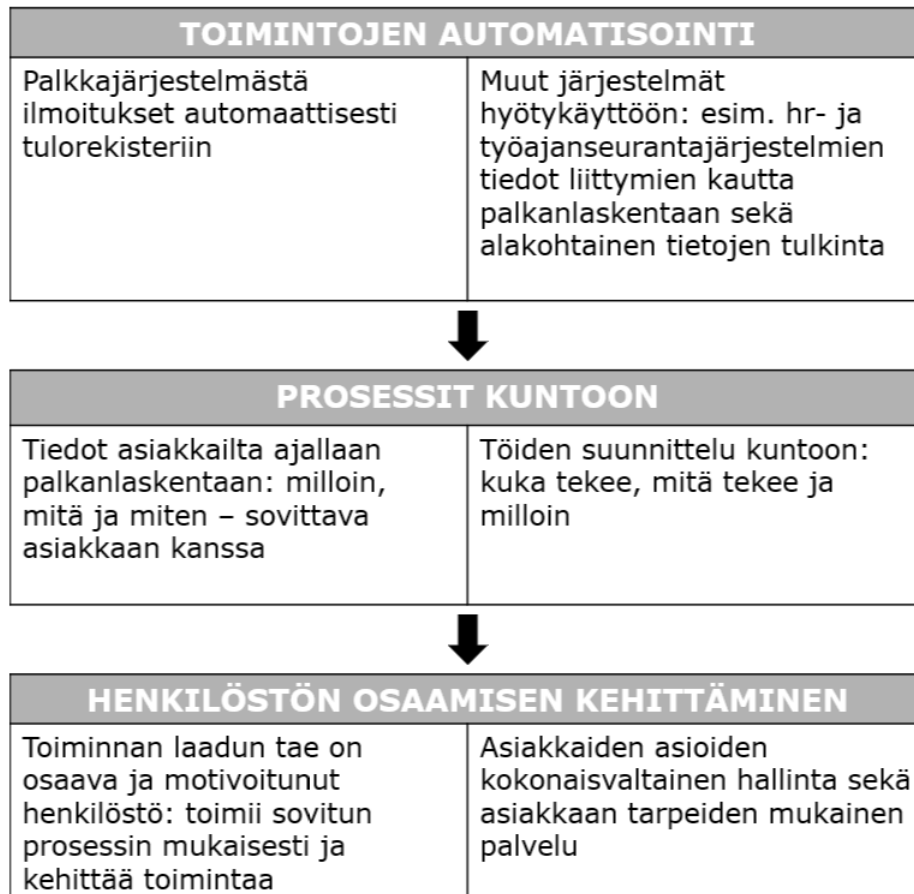 TOIMINTOJEN AUTOMATISOINTI
Palkkajärjestelmästä
ilmoitukset automaattisesti
tulorekisteriin
Muut järjestelmät
hyötykäyttöön: esim. hr- ja
työajanseurantajärjestelmien
tiedot liittymien kautta
palkanlaskentaan sekä
alakohtainen tietojen tulkinta
PROSESSIT KUNTOON
Tiedot asiakkailta ajallaan
palkanlaskentaan: milloin,
mitä ja miten – sovittava
asiakkaan kanssa
Töiden suunnittelu kuntoon:
kuka tekee, mitä tekee ja
milloin
HENKILÖSTÖN OSAAMISEN KEHITTÄMINEN
Toiminnan laadun tae on
osaava ja motivoitunut
henkilöstö: toimii sovitun
prosessin mukaisesti ja
kehittää toimintaa
Asiakkaiden asioiden
kokonaisvaltainen hallinta sekä
asiakkaan tarpeiden mukainen
palvelu